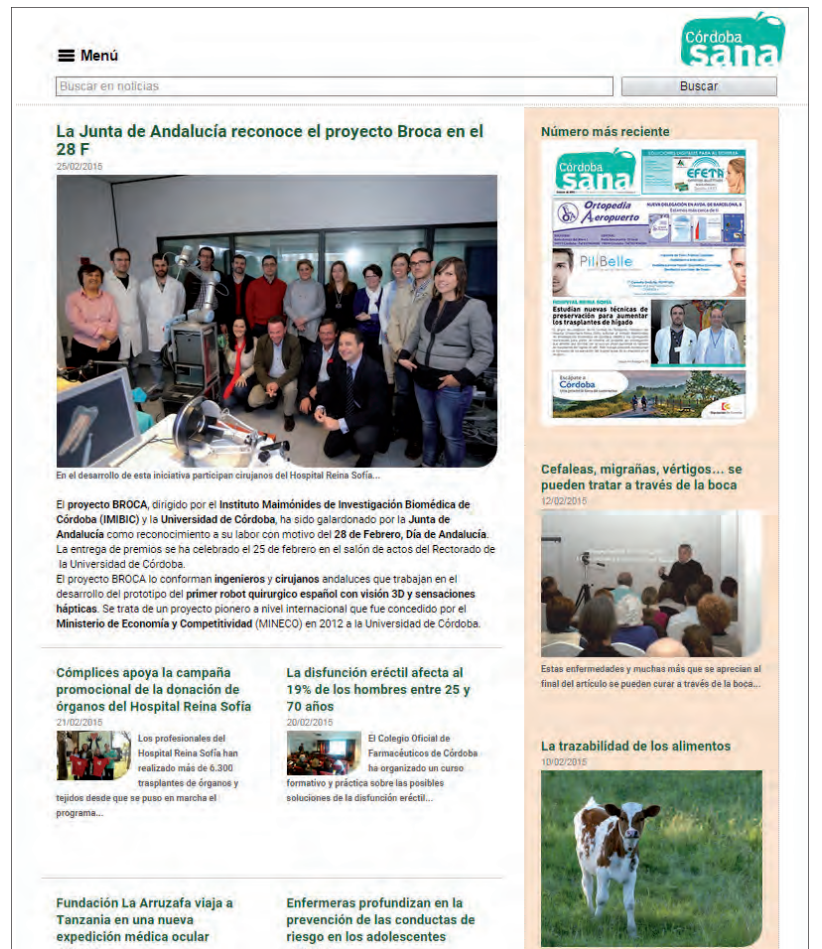 Menú
Córdoba
sana
Buscar en noticias
Buscar
La Junta de Andalucía reconoce el proyecto Broca en el
28 F
25/02/2015
En el desarrollo de esta iniciativa participan cirujanos del Hospital Reina Sofía...
El proyecto BROCA, dirigido por el Instituto Maimónides de Investigación Biomédica de
Córdoba (IMIBIC) y la Universidad de Córdoba, ha sido galardonado por la Junta de
Andalucía como reconocimiento a su labor con motivo del 28 de Febrero, Día de Andalucía.
La entrega de premios se ha celebrado el 25 de febrero en el salón de actos del Rectorado de
la Universidad de Córdoba.
El proyecto BROCA lo conforman ingenieros y cirujanos andaluces que trabajan en el
desarrollo del prototipo del primer robot quirurgico español con visión 3D y sensaciones
hápticas. Se trata de un proyecto pionero a nivel internacional que fue concedido por el
Ministerio de Economía y Competitividad (MINECO) en 2012 a la Universidad de Córdoba.
Cómplices apoya la campaña
promocional de la donación de
órganos del Hospital Reina Sofía
21/02/2015
Los profesionales del
Hospital Reina Sofía han
realizado más de 6.300
trasplantes de órganos y
tejidos desde que se puso en marcha el
programa...
La disfunción eréctil afecta al
19% de los hombres entre 25 y
70 años
20/02/2015
El Colegio Oficial de
Farmacéuticos de Córdoba
ha organizado un curso
formativo y práctica sobre las posibles
soluciones de la disfunción eréctil...
Fundación La Arruzafa viaja a
Tanzania en una nueva
expedición médica ocular
Enfermeras profundizan en la
prevención de las conductas de
riesgo en los adolescentes
Número más reciente
Córdoba
sana
EFETA
Ortopedia
Aeropuerto
NUEVA DELEGACIÓN EN AVDA. DE BARCELONA, 6
Pil Belle
HOSPITAL REINA SOFÍA
Estudian nuevas técnicas de
preservación para aumentar
los trasplantes de hígado
Escápate a
Córdoba
Cefaleas, migrañas, vértigos... se
pueden tratar a través de la boca
12/02/2015
Estas enfermedades y muchas más que se aprecian al
final del artículo se pueden curar a través de la boca...
La trazabilidad de los alimentos
10/02/2015